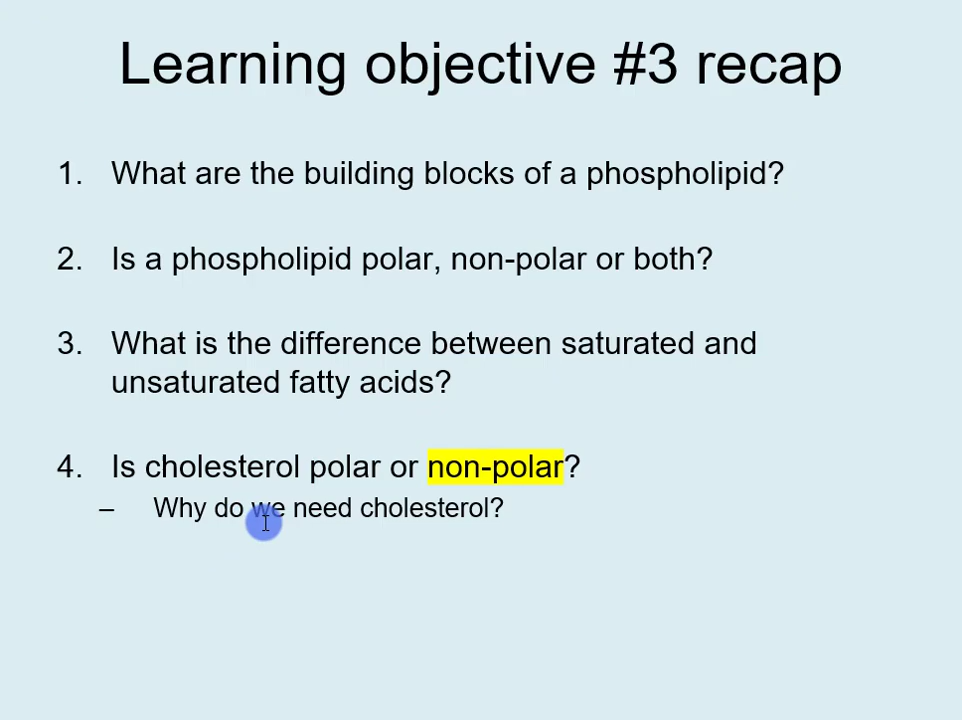 Learning objective #3 recap
1. What are the building blocks of a phospholipid?
2. Is a phospholipid polar, non-polar or both?
3. What is the difference between saturated and
unsaturated fatty acids?
4. Is cholesterol polar or non-polar?
– Why do we need cholesterol?